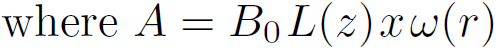 where A = B₀ L(z) x ω(r)